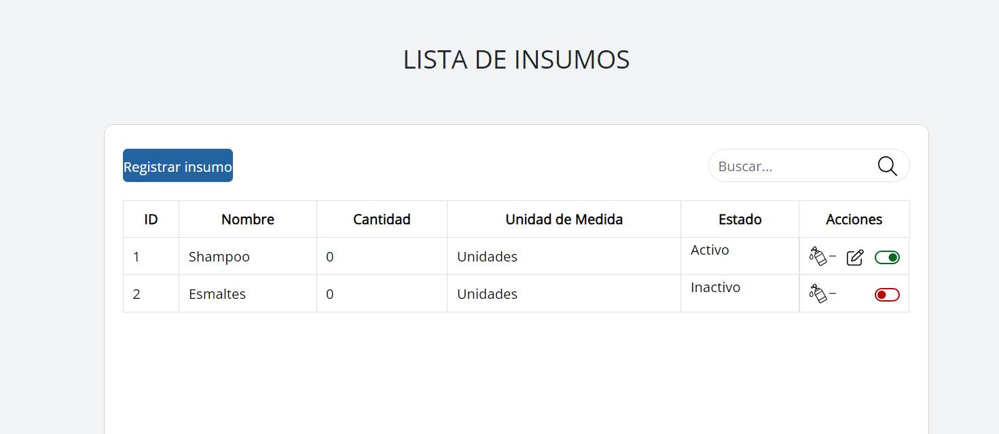 LISTA DE INSUMOS
Registrar insumo
Buscar...
ID Nombre Cantidad Unidad de Medida Estado Acciones
1 Shampoo 0 Unidades Activo
2 Esmaltes 0 Unidades Inactivo